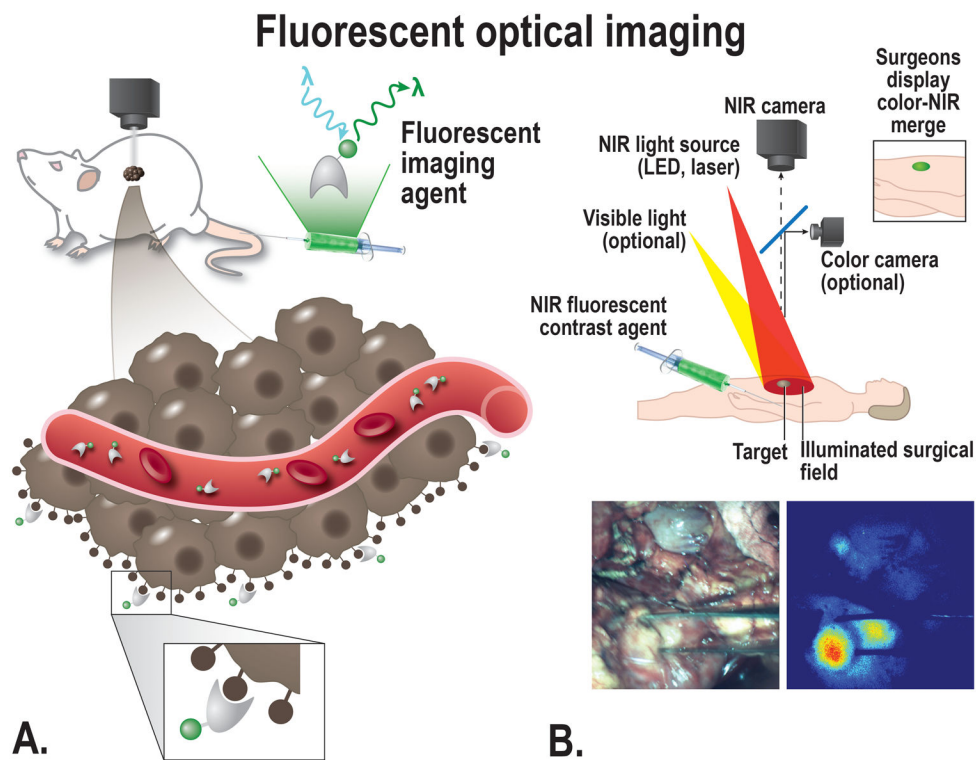 Fluorescent optical imaging
λ
λ
Fluorescent
imaging
agent
A.
Surgeons
display
color-NIR
merge
NIR camera
NIR light source
(LED, laser)
Visible light
(optional)
Color camera
(optional)
NIR fluorescent
contrast agent
Target
Illuminated surgical
field
B.